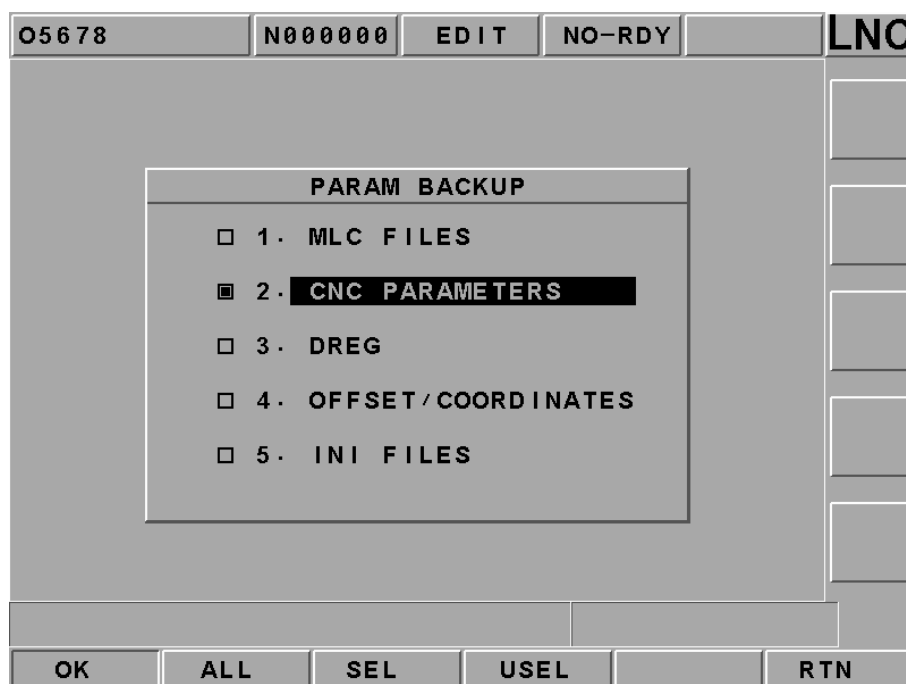 O5678 N000000 EDIT NO-RDY LNC
PARAM BACKUP
1. MLC FILES
2. CNC PARAMETERS
3. DREG
4. OFFSET/COORDINATES
5. INI FILES
OK ALL SEL USEL RTN